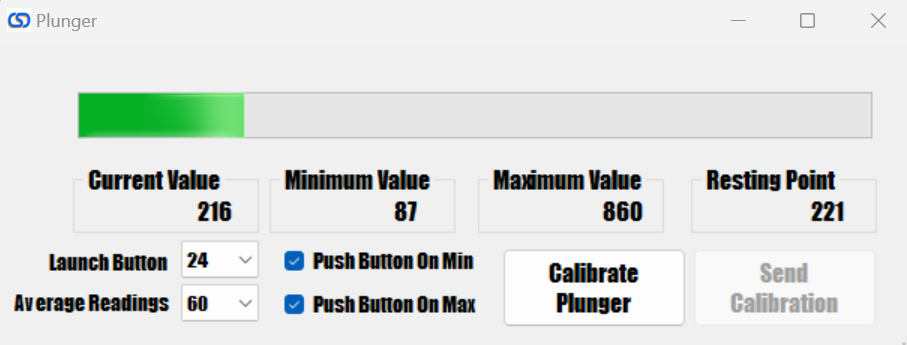 Plunger
Current Value
Minimum Value
Maximum Value
Resting Point
216
87
860
221
Launch Button
24
Push Button On Min
Average Readings
60
Push Button On Max
Calibrate
Plunger
Send
Calibration